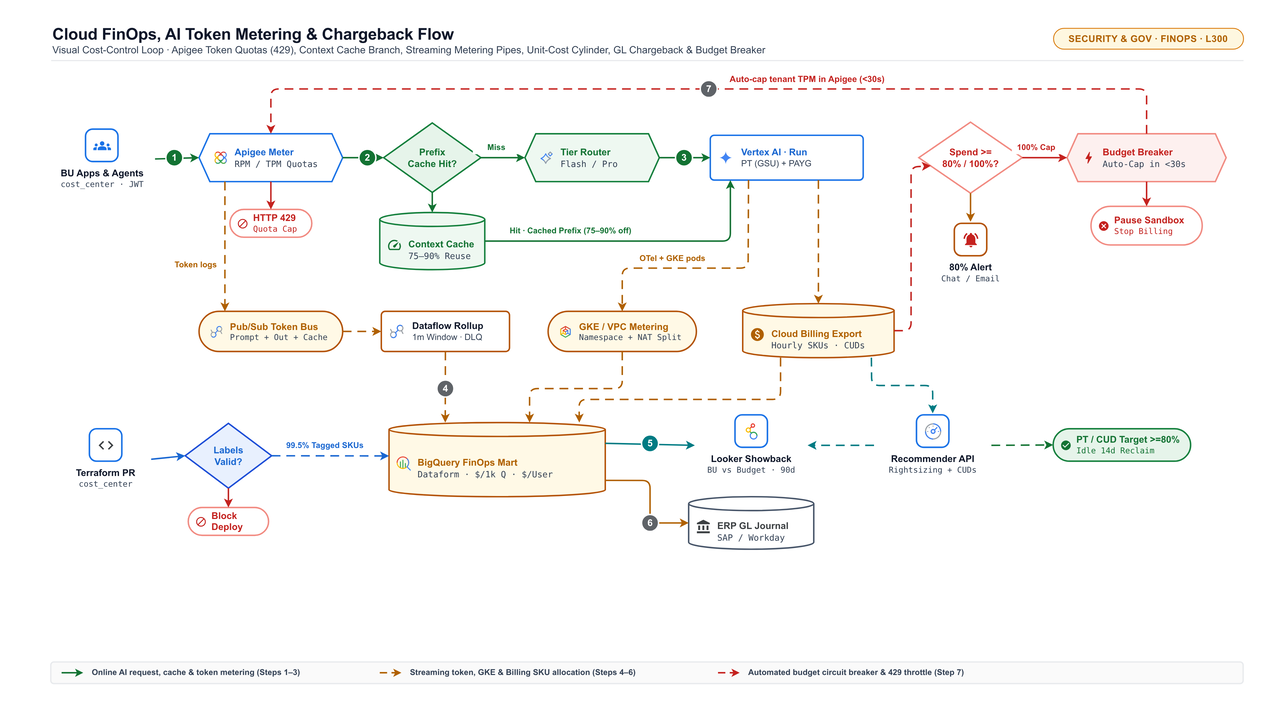 Cloud FinOps, AI Token Metering & Chargeback Flow
Visual Cost-Control Loop · Apigee Token Quotas (429), Context Cache Branch, Streaming Metering Pipes, Unit-Cost Cylinder, GL Chargeback & Budget Breaker
SECURITY & GOV · FINOPS · L300
Auto-cap tenant TPM in Apigee (<30s)
7
BU Apps & Agents
cost_center · JWT
1
Apigee Meter
RPM / TPM Quotas
2
Prefix
Cache Hit?
Miss
Tier Router
Flash / Pro
3
Vertex AI · Run
PT (GSU) + PAYG
Spend >=
80% / 100%?
100% Cap
Budget Breaker
Auto-Cap in <30s
HTTP 429
Quota Cap
Context Cache
75–90% Reuse
Hit · Cached Prefix (75–90% off)
Pause Sandbox
Stop Billing
80% Alert
Chat / Email
Token logs
OTel + GKE pods
Pub/Sub Token Bus
Prompt + Out + Cache
Dataflow Rollup
1m Window · DLQ
GKE / VPC Metering
Namespace + NAT Split
Cloud Billing Export
Hourly SKUs · CUDs
4
Terraform PR
cost_center
Labels
Valid?
99.5% Tagged SKUs
BigQuery FinOps Mart
Dataform · $/1k Q · $/User
5
Looker Showback
BU vs Budget · 90d
Recommender API
Rightsizing + CUDs
PT / CUD Target >=80%
Idle 14d Reclaim
Block
Deploy
6
ERP GL Journal
SAP / Workday
Online AI request, cache & token metering (Steps 1–3)
Streaming token, GKE & Billing SKU allocation (Steps 4–6)
Automated budget circuit breaker & 429 throttle (Step 7)